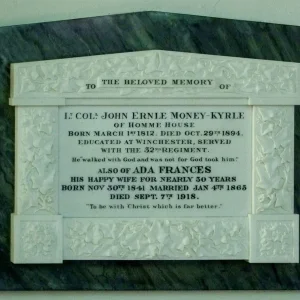 TO THE BELOVED MEMORY OF
Lt. COL: JOHN ERNLE MONEY-KYRLE
OF HOMME HOUSE
BORN MARCH 1ST 1812. DIED OCT. 29TH 1894.
EDUCATED AT WINCHESTER, SERVED
WITH THE 32ND REGIMENT.
"He walked with God and was not for God took him."
ALSO OF ADA FRANCES
HIS HAPPY WIFE FOR NEARLY 30 YEARS
BORN NOV 30TH 1841 MARRIED JAN 4TH 1865
DIED SEPT. 7TH 1918.
"To be with Christ which is far better."